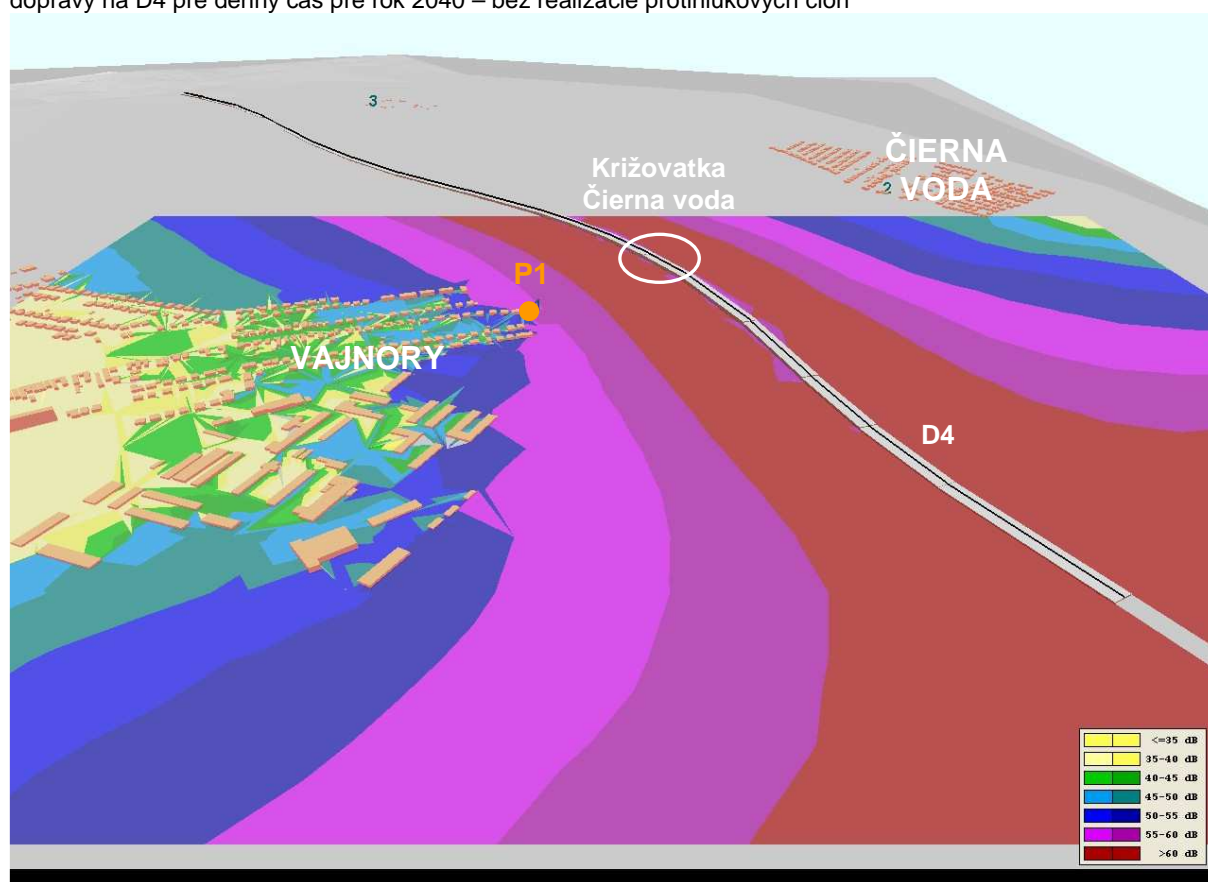 dopravy na D4 pre denný čas pre rok 2040 – bez realizácie protihlukových clôn
3
ČIERNA
VODA
2
Križovatka
Čierna voda
P1
VAJNORY
D4
<=35 dB
35-40 dB
40-45 dB
45-50 dB
50-55 dB
55-60 dB
>60 dB